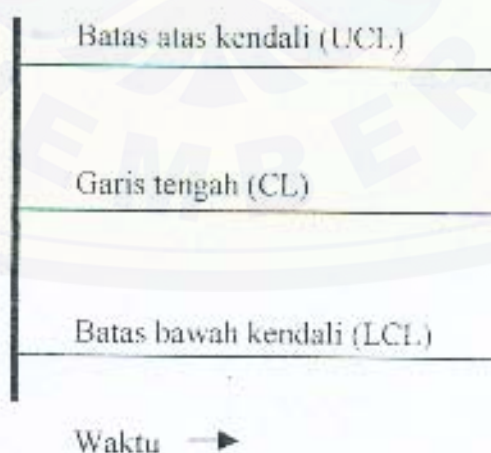 Batas atas kendali (UCL)
Garis tengah (CL)
Batas bawah kendali (LCL)
Waktu